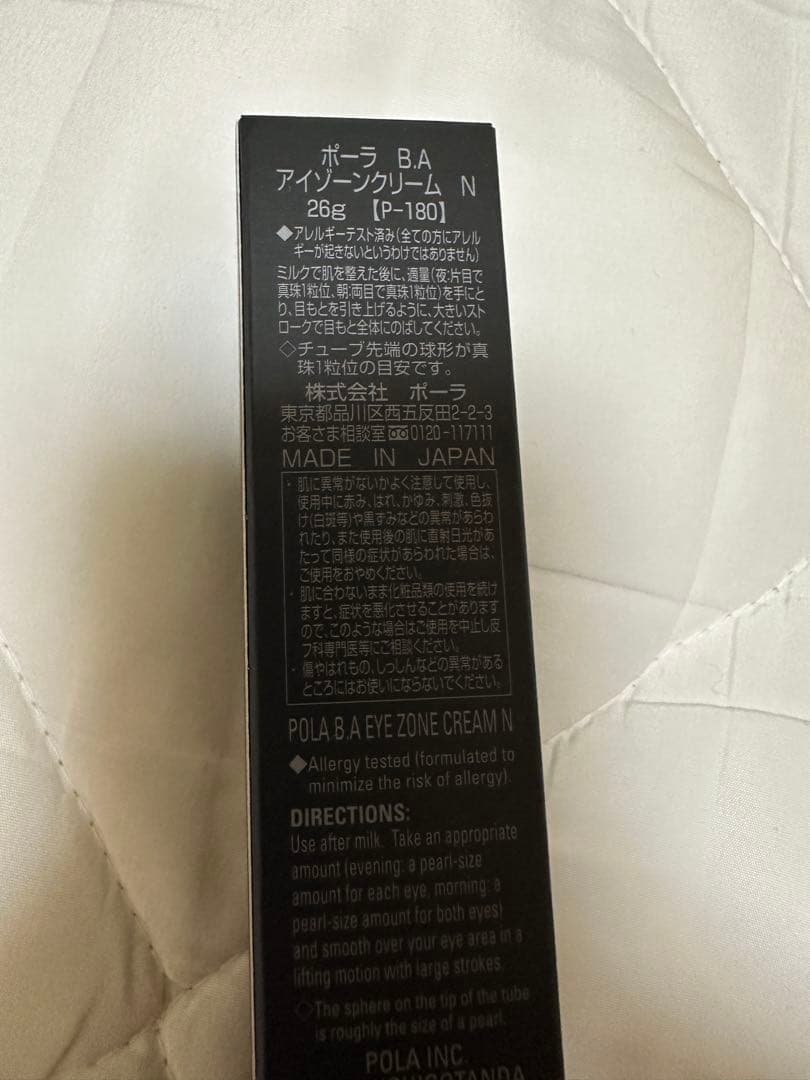 ポーラ B.A
アイゾーンクリーム N
26g 【P-180】
◆アレルギーテスト済み(全ての方にアレル
ギーが起きないというわけではありません)
ミルクで肌を整えた後に、適量(夜:片目で
真珠1粒位、朝:両目で真珠1粒位)を手にと
り、目もとを引き上げるように、大きいスト
ロークで目もと全体にのばしてください。
◇チューブ先端の球形が真
珠1粒位の目安です。
株式会社 ポーラ
東京都品川区西五反田2-2-3
お客さま相談室 0120-117111
MADE IN JAPAN
・肌に異常がないかよく注意して使用し、
使用中に赤み、はれ、かゆみ、刺激、色抜
け(白斑等)や黒ずみなどの異常があらわ
れたり、また使用後の肌に直射日光があ
たって同様の症状があらわれた場合は、
ご使用をおやめください。
・肌に合わないまま化粧品類の使用を続け
ますと、症状を悪化させることがあります
ので、このような場合はご使用を中止し皮
フ科専門医等にご相談ください。
・傷やはれもの、しっしんなどの異常がある
ところにはお使いにならないでください。
POLA B.A EYE ZONE CREAM N
◆Allergy tested (formulated to
minimize the risk of allergy).
DIRECTIONS:
Use after milk. Take an appropriate
amount (evening: a pearl-size
amount for each eye, morning: a
pearl-size amount for both eyes)
and smooth over your eye area in a
lifting motion with large strokes.
◇The sphere on the tip of the tube
is roughly the size of a pearl.
POLA INC.